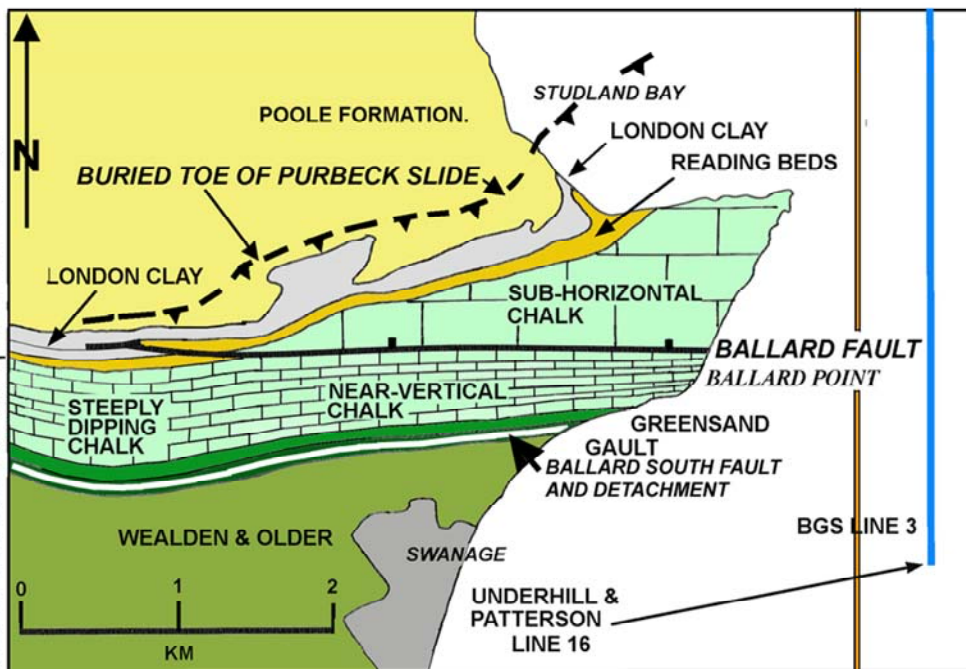 N
STUDLAND BAY
POOLE FORMATION.
LONDON CLAY
READING BEDS
BURIED TOE OF PURBECK SLIDE
LONDON CLAY
SUB-HORIZONTAL
CHALK
BALLARD FAULT
BALLARD POINT
NEAR-VERTICAL
CHALK
STEEPLY
DIPPING
CHALK
GREENSAND
GAULT
BALLARD SOUTH FAULT
AND DETACHMENT
WEALDEN & OLDER
SWANAGE
BGS LINE 3
0 1 2
KM
UNDERHILL &
PATTERSON
LINE 16